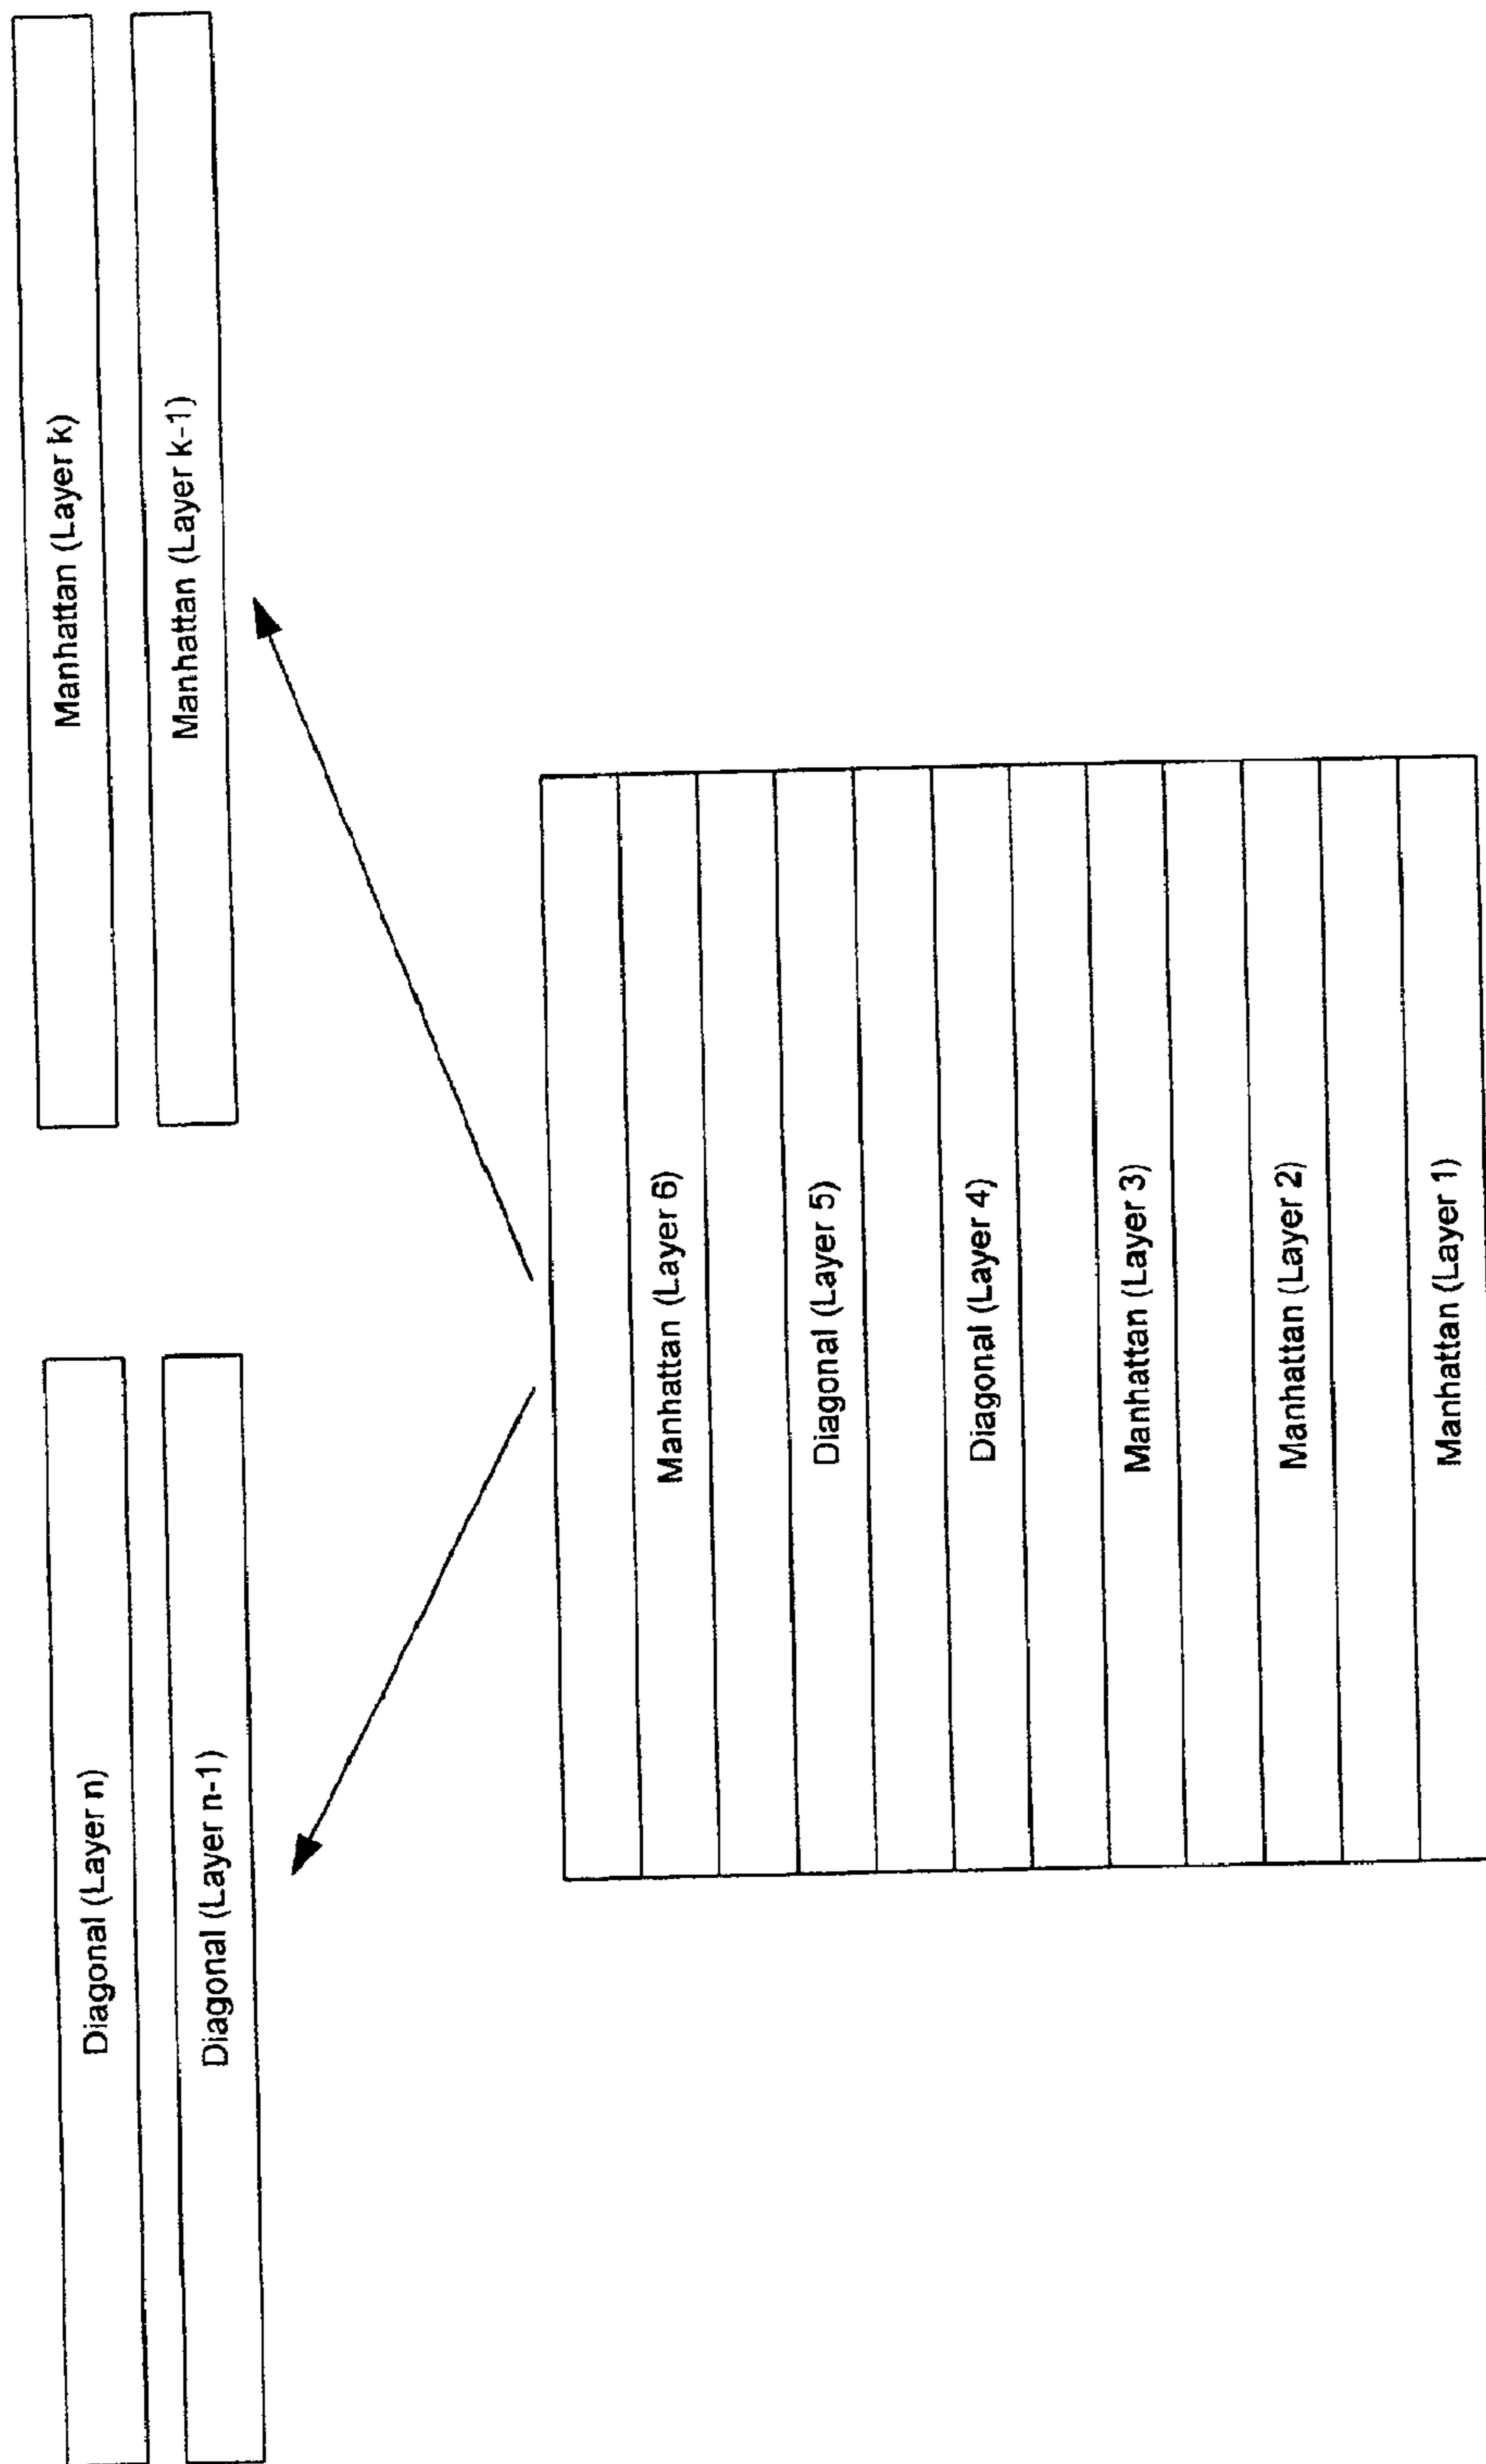 Diagonal (Layer n)
Diagonal (Layer n-1)
Manhattan (Layer k)
Manhattan (Layer k-1)
Manhattan (Layer 6)
Diagonal (Layer 5)
Diagonal (Layer 4)
Manhattan (Layer 3)
Manhattan (Layer 2)
Manhattan (Layer 1)